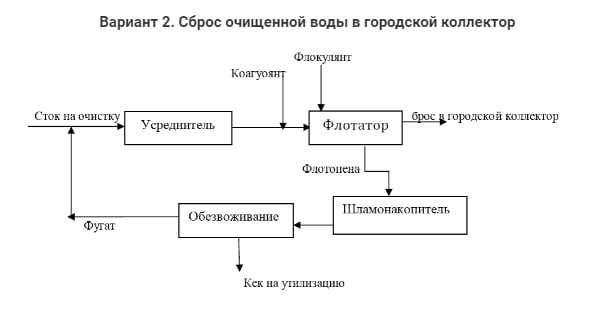 Вариант 2. Сброс очищенной воды в городской коллектор
Флокулянт
Коагуоянт
Сток на очистку
Усреднитель
Флотатор
брос в городской коллектор
Флотопена
Шламонакопитель
Обезвоживание
Фугат
Кек на утилизацию